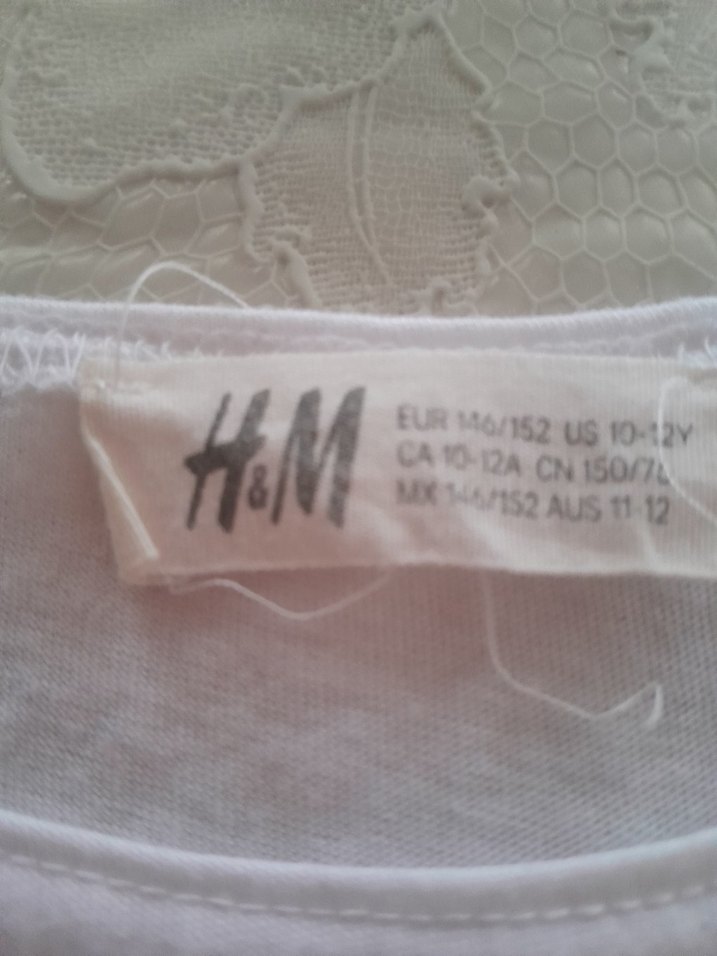 H&M
EUR 146/152 US 10-12Y
CA 10-12A CN 150/76
MX 146/152 AUS 11-12